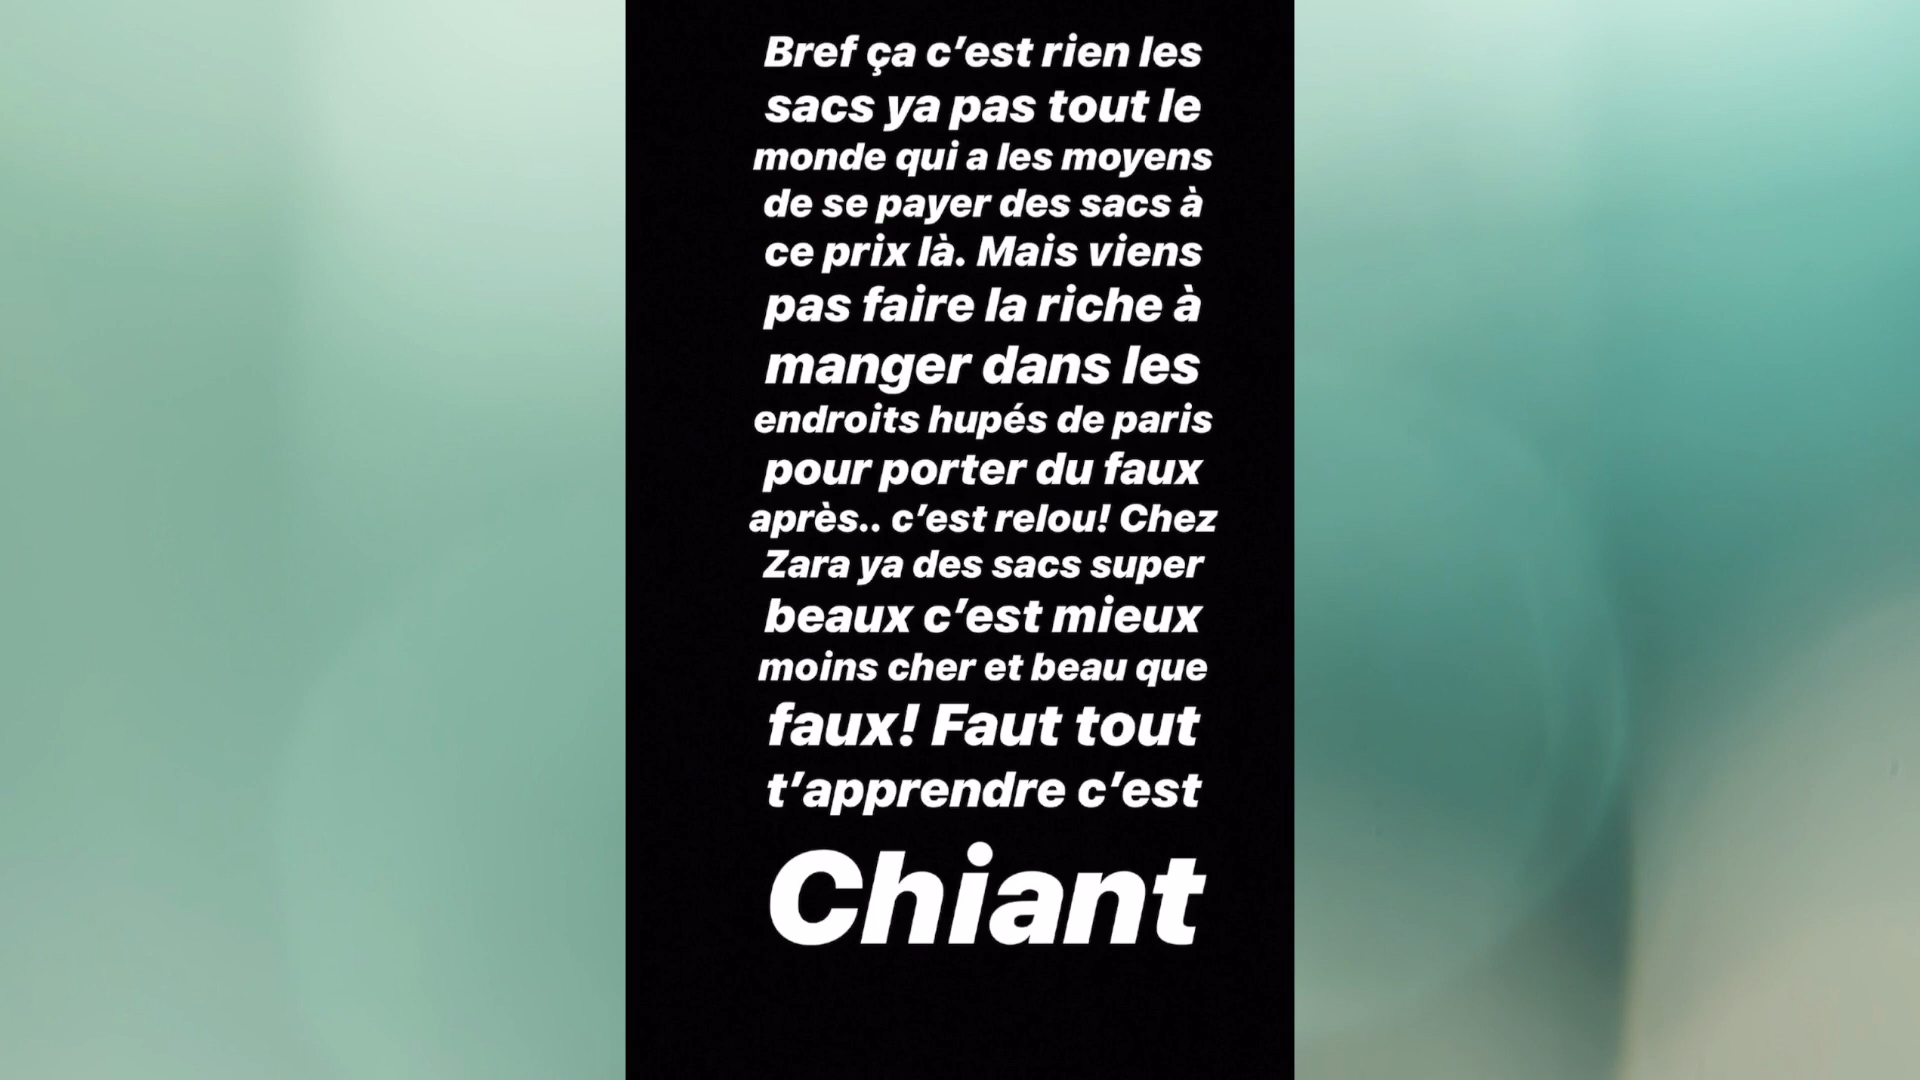 Bref ça c’est rien les
sacs ya pas tout le
monde qui a les moyens
de se payer des sacs à
ce prix là. Mais viens
pas faire la riche à
manger dans les
endroits hupés de paris
pour porter du faux
après.. c’est relou! Chez
Zara ya des sacs super
beaux c’est mieux
moins cher et beau que
faux! Faut tout
t’apprendre c’est
Chiant